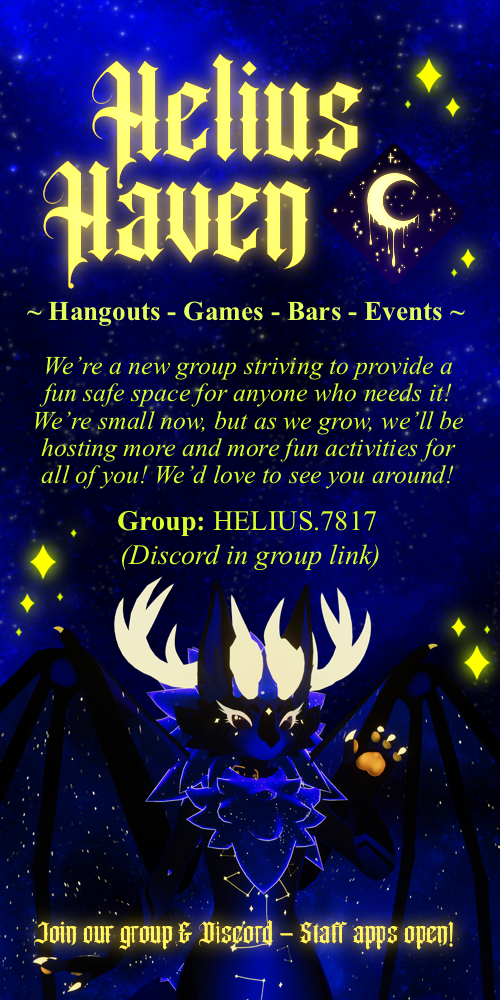 Helius
Haven
~ Hangouts - Games - Bars - Events ~
We’re a new group striving to provide a
fun safe space for anyone who needs it!
We’re small now, but as we grow, we’ll be
hosting more and more fun activities for
all of you! We’d love to see you around!
Group: HELIUS.7817
(Discord in group link)
Join our group & Discord – Staff apps open!